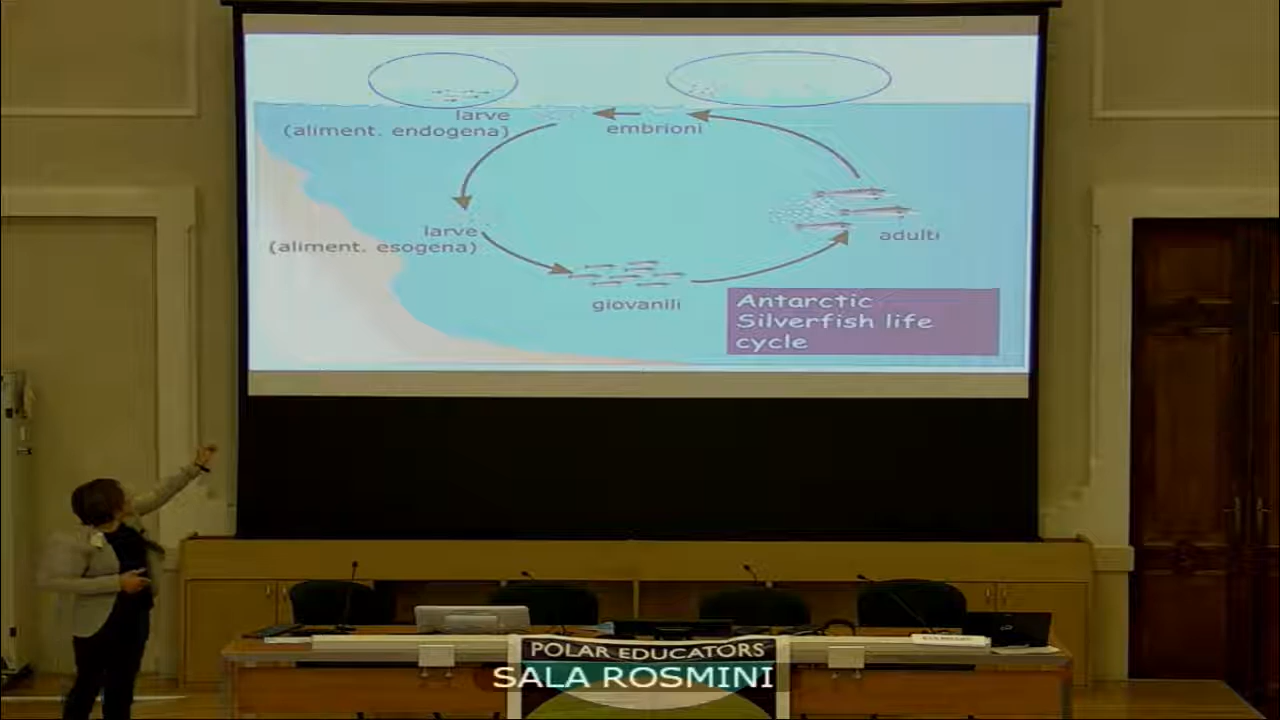 larve
(aliment. endogena)
embrioni
larve
(aliment. esogena)
adulti
giovanili
Antarctic
Silverfish life
cycle
POLAR EDUCATORS
SALA ROSMINI